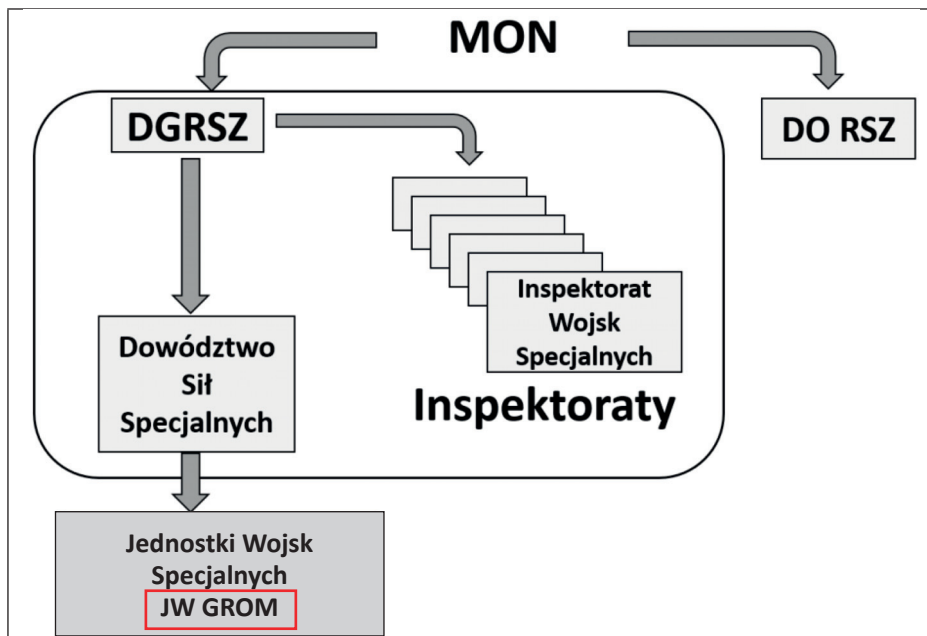 MON
DGRSZ
DO RSZ
Inspektorat
Wojsk
Specjalnych
Inspektoraty
Dowództwo
Sił
Specjalnych
Jednostki Wojsk
Specjalnych
JW GROM